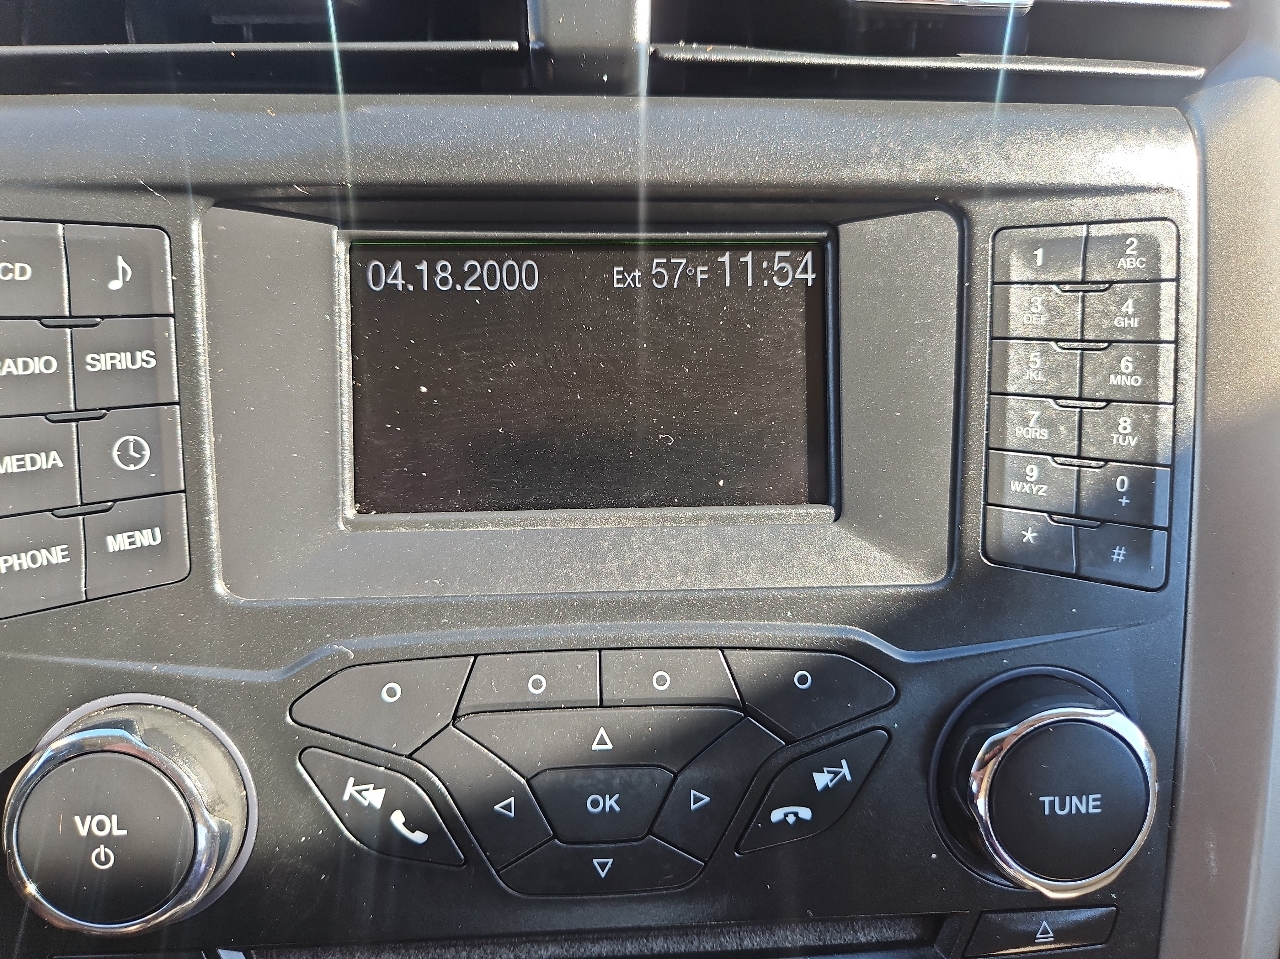 04.18.2000 Ext 57°F 11:54
CD
RADIO SIRIUS
MEDIA
PHONE MENU
1 2 ABC
3 DEF 4 GHI
5 JKL 6 MNO
7 PQRS 8 TUV
9 WXYZ 0 +
* #
VOL
OK
TUNE